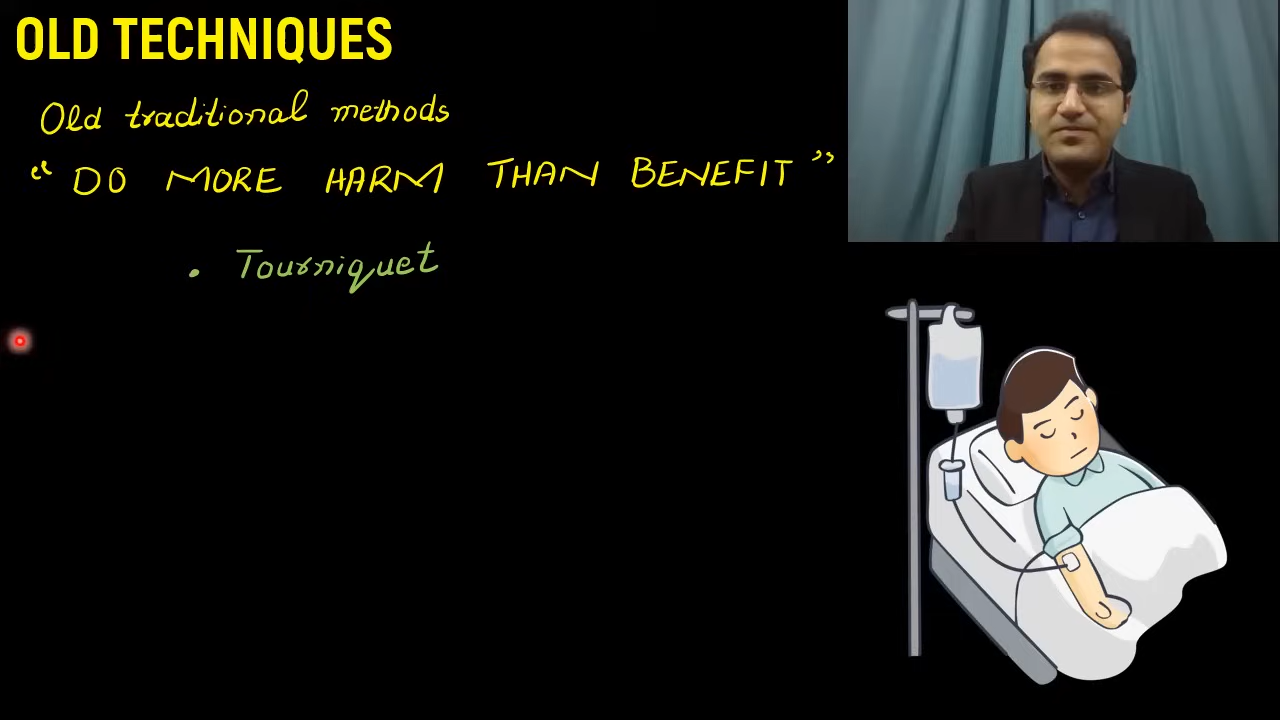 OLD TECHNIQUES
Old traditional methods
“ DO MORE HARM THAN BENEFIT ”
• Tourniquet